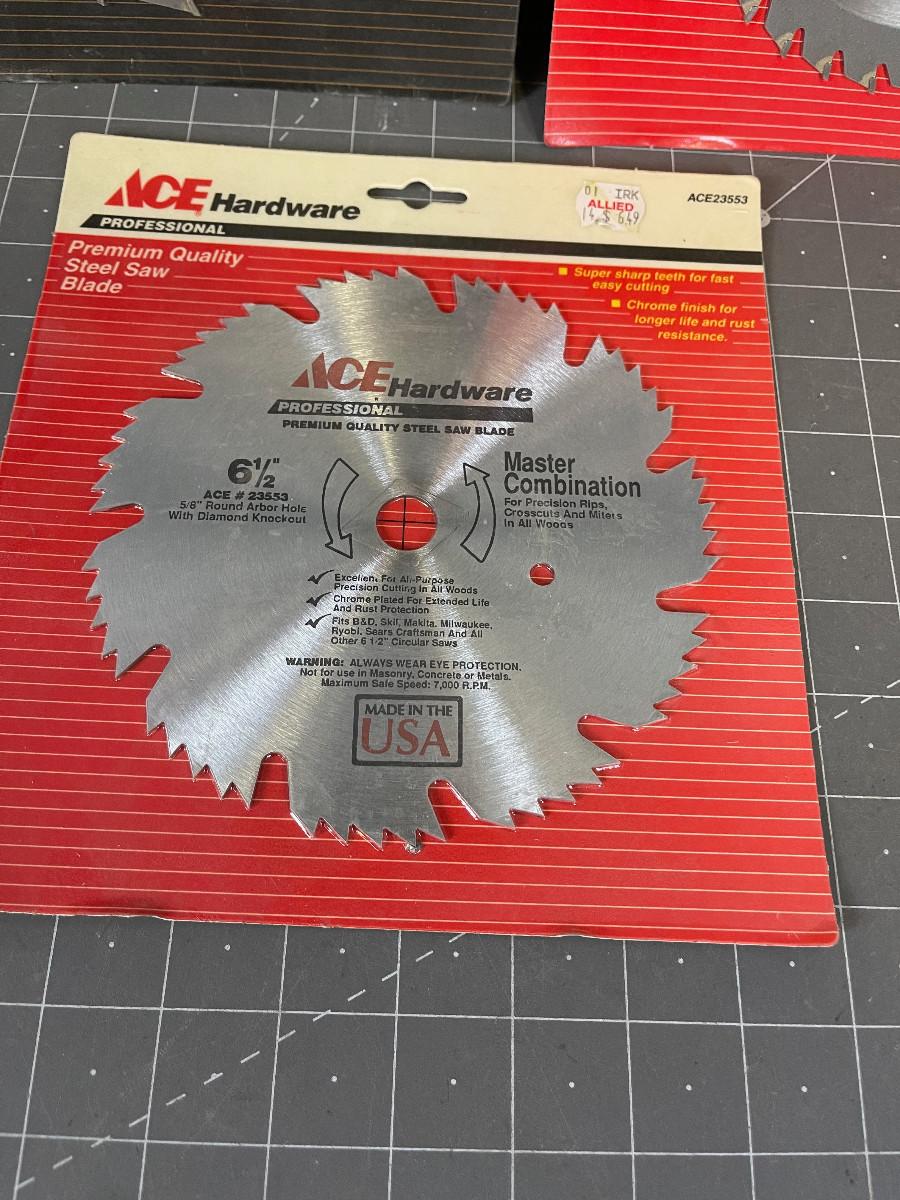 ACE Hardware
PROFESSIONAL
01 IRK
ALLIED
14 $ 6.49
ACE23553
Premium Quality
Steel Saw
Blade
Super sharp teeth for fast
easy cutting
Chrome finish for
longer life and rust
resistance.
ACE Hardware
PROFESSIONAL
PREMIUM QUALITY STEEL SAW BLADE
6½"
ACE # 23553
5/8" Round Arbor Hole
With Diamond Knockout
Master
Combination
For Precision Rips,
Crosscuts And Miters
In All Woods
Excellent For All-Purpose
Precision Cutting In All Woods
Chrome Plated For Extended Life
And Rust Protection
Fits B&D, Skil, Makita, Milwaukee,
Ryobi, Sears Craftsman And All
Other 6 1/2" Circular Saws
WARNING: ALWAYS WEAR EYE PROTECTION.
Not for use in Masonry, Concrete or Metals.
Maximum Safe Speed: 7,000 R.P.M.
MADE IN THE
USA